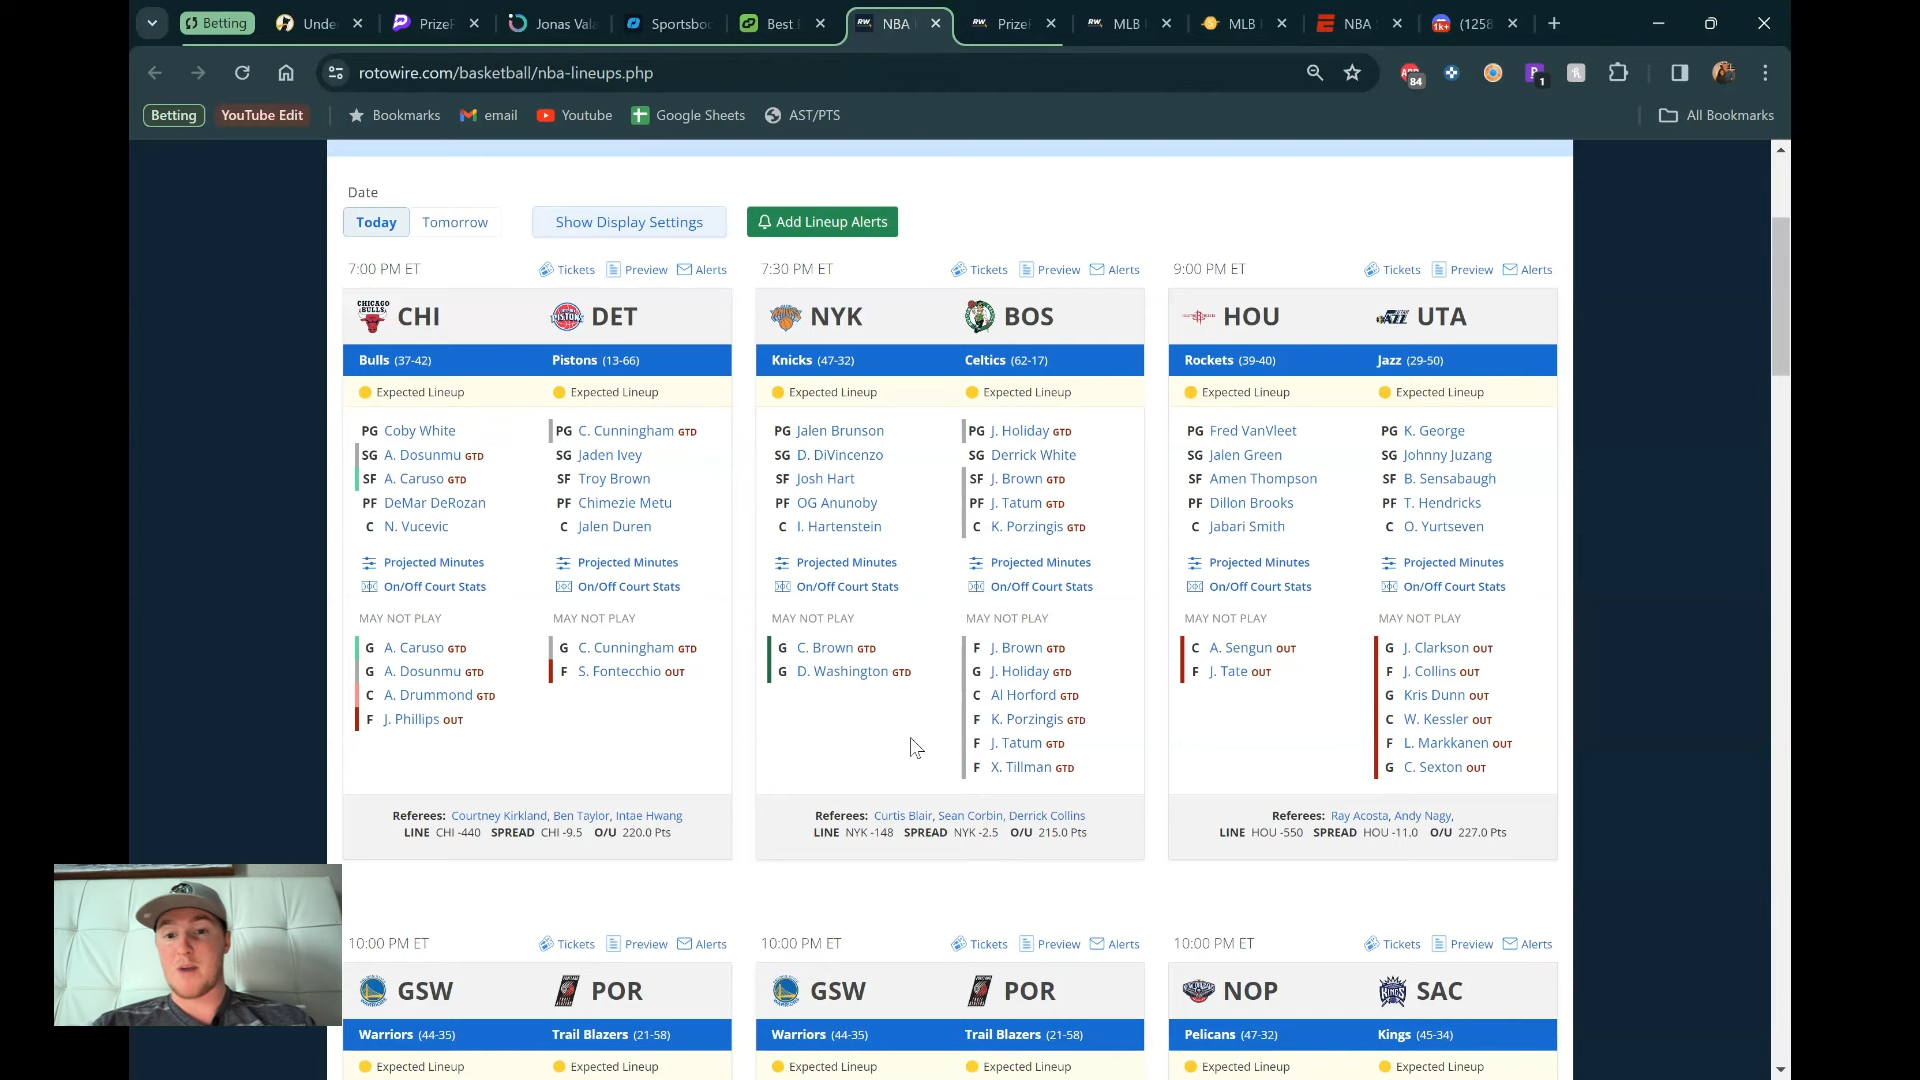 Betting
Under
PrizeP
Jonas Vala
Sportsboo
Best
NBA
PrizeP
MLB
MLB
NBA
(1258
rotowire.com/basketball/nba-lineups.php
84
1
Betting
YouTube Edit
Bookmarks
email
Youtube
Google Sheets
AST/PTS
All Bookmarks
Date
Today
Tomorrow
Show Display Settings
Add Lineup Alerts
7:00 PM ET
Tickets
Preview
Alerts
CHI
DET
Bulls (37-42)
Pistons (13-66)
Expected Lineup
Expected Lineup
PG Coby White
SG A. Dosunmu GTD
SF A. Caruso GTD
PF DeMar DeRozan
C N. Vucevic
PG C. Cunningham GTD
SG Jaden Ivey
SF Troy Brown
PF Chimezie Metu
C Jalen Duren
Projected Minutes
On/Off Court Stats
Projected Minutes
On/Off Court Stats
MAY NOT PLAY
G A. Caruso GTD
G A. Dosunmu GTD
C A. Drummond GTD
F J. Phillips OUT
MAY NOT PLAY
G C. Cunningham GTD
F S. Fontecchio OUT
Referees: Courtney Kirkland, Ben Taylor, Intae Hwang
LINE CHI -440 SPREAD CHI -9.5 O/U 220.0 Pts
7:30 PM ET
Tickets
Preview
Alerts
NYK
BOS
Knicks (47-32)
Celtics (62-17)
Expected Lineup
Expected Lineup
PG Jalen Brunson
SG D. DiVincenzo
SF Josh Hart
PF OG Anunoby
C I. Hartenstein
PG J. Holiday GTD
SG Derrick White
SF J. Brown GTD
PF J. Tatum GTD
C K. Porzingis GTD
Projected Minutes
On/Off Court Stats
Projected Minutes
On/Off Court Stats
MAY NOT PLAY
G C. Brown GTD
G D. Washington GTD
MAY NOT PLAY
F J. Brown GTD
G J. Holiday GTD
C Al Horford GTD
F K. Porzingis GTD
F J. Tatum GTD
F X. Tillman GTD
Referees: Curtis Blair, Sean Corbin, Derrick Collins
LINE NYK -148 SPREAD NYK -2.5 O/U 215.0 Pts
9:00 PM ET
Tickets
Preview
Alerts
HOU
UTA
Rockets (39-40)
Jazz (29-50)
Expected Lineup
Expected Lineup
PG Fred VanVleet
SG Jalen Green
SF Amen Thompson
PF Dillon Brooks
C Jabari Smith
PG K. George
SG Johnny Juzang
SF B. Sensabaugh
PF T. Hendricks
C O. Yurtseven
Projected Minutes
On/Off Court Stats
Projected Minutes
On/Off Court Stats
MAY NOT PLAY
C A. Sengun OUT
F J. Tate OUT
MAY NOT PLAY
G J. Clarkson OUT
F J. Collins OUT
G Kris Dunn OUT
C W. Kessler OUT
F L. Markkanen OUT
G C. Sexton OUT
Referees: Ray Acosta, Andy Nagy,
LINE HOU -550 SPREAD HOU -11.0 O/U 227.0 Pts
10:00 PM ET
Tickets
Preview
Alerts
GSW
POR
Warriors (44-35)
Trail Blazers (21-58)
Expected Lineup
Expected Lineup
10:00 PM ET
Tickets
Preview
Alerts
GSW
POR
Warriors (44-35)
Trail Blazers (21-58)
Expected Lineup
Expected Lineup
10:00 PM ET
Tickets
Preview
Alerts
NOP
SAC
Pelicans (47-32)
Kings (45-34)
Expected Lineup
Expected Lineup